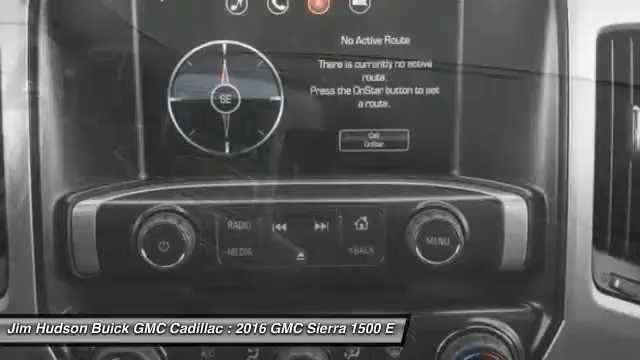 No Active Route
There is currently no active
route.
Press the OnStar button to set
a route.
SE
Call
OnStar
RADIO
MEDIA
BACK
MENU
Jim Hudson Buick GMC Cadillac : 2016 GMC Sierra 1500 E